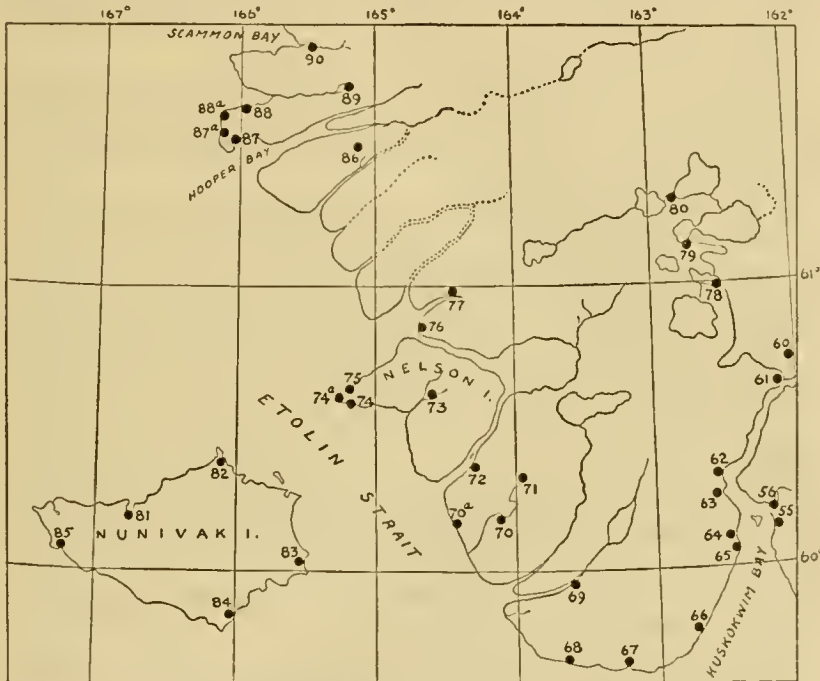 167° 166° 165° 164° 163° 162°
SCAMMON BAY
90
89
88ª 88
87ª 87
HOOPER BAY
86
80
79
61°
78
77
76
60
61
75
NELSON I.
74ª 74
73
ETOLIN STRAIT
82
72
71
62
63
56
55
81
NUNIVAK I.
85
70ª
70
64
65
60°
83
KUSKOKWIM BAY
69
84
66
68
67